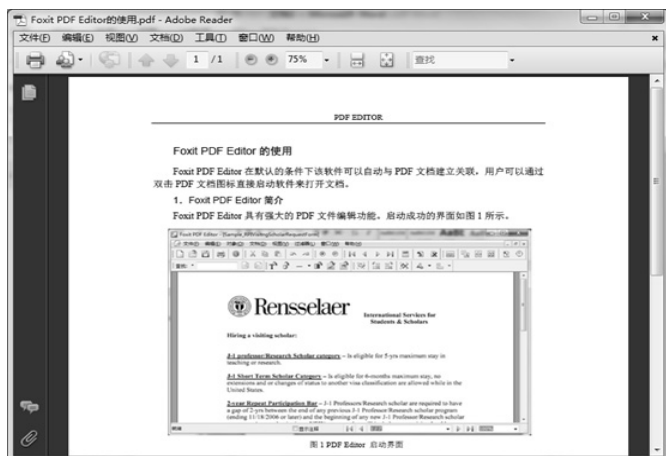 Foxit PDF Editor的使用.pdf - Adobe Reader
文件(F) 编辑(E) 视图(V) 文档(D) 工具(T) 窗口(W) 帮助(H)
1 /1 75% 查找
PDF EDITOR
Foxit PDF Editor 的使用
Foxit PDF Editor 在默认的条件下该软件可以自动与 PDF 文档建立关联，用户可以通过
双击 PDF 文档图标直接启动软件来打开文档。
1．Foxit PDF Editor 简介
Foxit PDF Editor 具有强大的 PDF 文件编辑功能。启动成功的界面如图 1 所示。
Rensselaer
International Services for
Students & Scholars
Hiring a visiting scholar:
J-1 professor/Research Scholar category – Is eligible for 5-yrs maximum stay in
teaching or research.
J-1 Short Term Scholar Category – Is eligible for 6-months maximum stay, no
extensions and or changes of status to another visa classification are allowed while in the
United States.
2-year Repeat Participation Bar – J-1 Professors/Research scholar are required to have
a gap of 2-yrs between the end of any previous J-1 Professor/Research scholar program
(ending 11/18/2006 or later) and the beginning of any new J-1 Professor/Research scholar
图 1 PDF Editor 启动界面